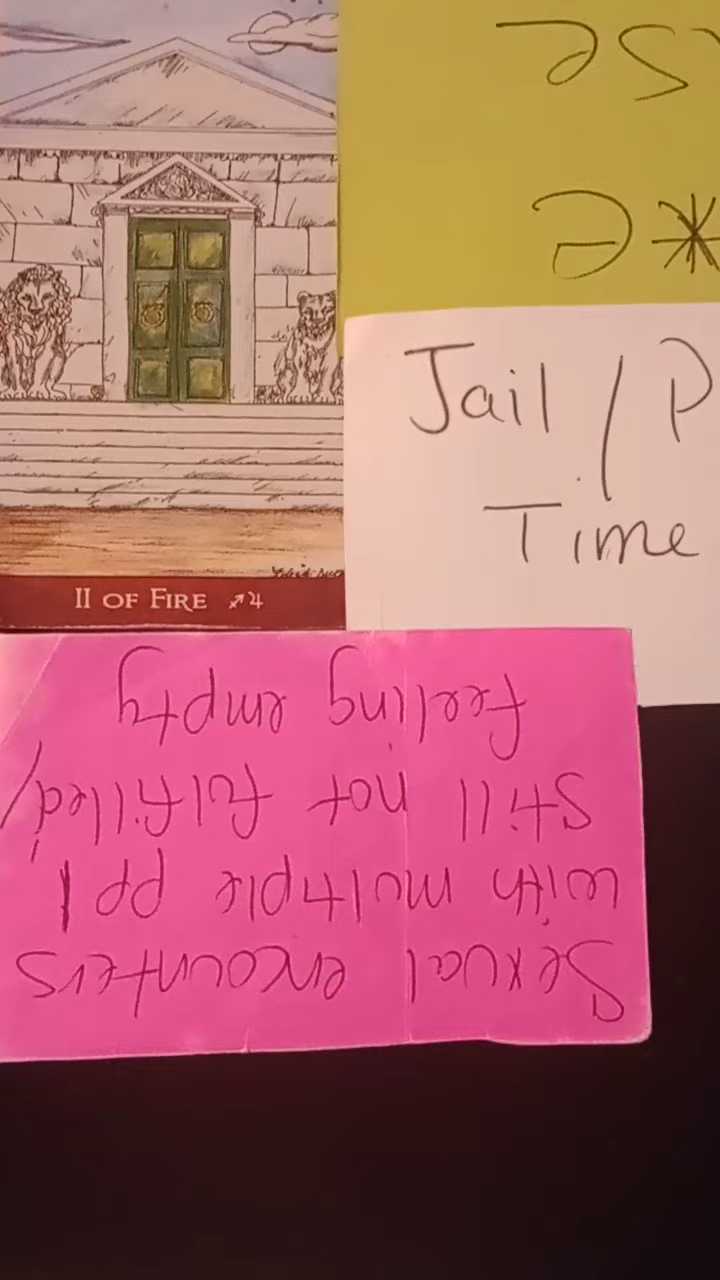 II OF FIRE ♐♃
Jail / P
Time
Sexual encounters
with multiple ppl
still not fulfilled/
feeling empty